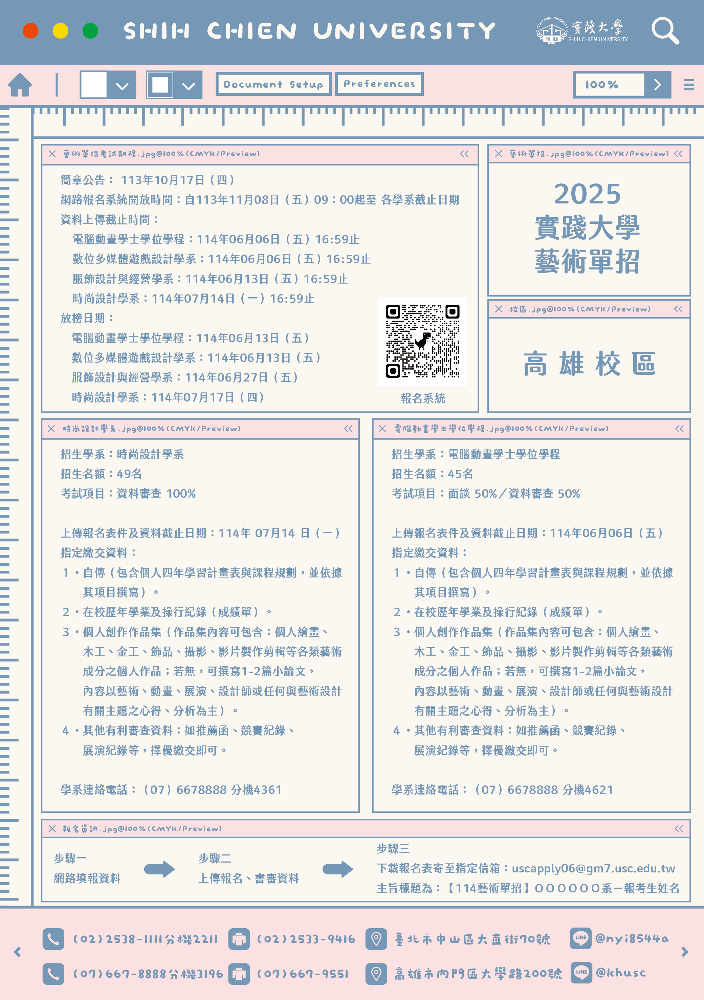 SHIH CHIEN UNIVERSITY
SHIH CHIEN UNIVERSITY
實踐大學
SHIH CHIEN UNIVERSITY
Document Setup
Preferences
100%
藝術單招考試期程.jpg@100%(CMYK/Preview)
簡章公告： 113年10月17日（四）
網路報名系統開放時間：自113年11月08日（五）09：00起至 各學系截止日期
資料上傳截止時間：
電腦動畫學士學位學程：114年06月06日（五）16:59止
數位多媒體遊戲設計學系：114年06月06日（五）16:59止
服飾設計與經營學系：114年06月13日（五）16:59止
時尚設計學系：114年07月14日（一）16:59止
放榜日期：
電腦動畫學士學位學程：114年06月13日（五）
數位多媒體遊戲設計學系：114年06月13日（五）
服飾設計與經營學系：114年06月27日（五）
時尚設計學系：114年07月17日（四）
報名系統
藝術單招.jpg@100%(CMYK/Preview)
2025
實踐大學
藝術單招
校區.jpg@100%(CMYK/Preview)
高雄校區
時尚設計學系.jpg@100%(CMYK/Preview)
招生學系：時尚設計學系
招生名額：49名
考試項目：資料審查 100%
上傳報名表件及資料截止日期：114年 07月14 日（一）
指定繳交資料：
1・自傳（包含個人四年學習計畫表與課程規劃，並依據
其項目撰寫）。
2・在校歷年學業及操行紀錄（成績單）。
3・個人創作作品集（作品集內容可包含：個人繪畫、
木工、金工、飾品、攝影、影片製作剪輯等各類藝術
成分之個人作品；若無，可撰寫1-2篇小論文，
內容以藝術、動畫、展演、設計師或任何與藝術設計
有關主題之心得、分析為主）。
4・其他有利審查資料：如推薦函、競賽紀錄、
展演紀錄等，擇優繳交即可。
學系連絡電話：（07）6678888 分機4361
電腦動畫學士學位學程.jpg@100%(CMYK/Preview)
招生學系：電腦動畫學士學位學程
招生名額：45名
考試項目：面談 50%／資料審查 50%
上傳報名表件及資料截止日期：114年06月06日（五）
指定繳交資料：
1・自傳（包含個人四年學習計畫表與課程規劃，並依據
其項目撰寫）。
2・在校歷年學業及操行紀錄（成績單）。
3・個人創作作品集（作品集內容可包含：個人繪畫、
木工、金工、飾品、攝影、影片製作剪輯等各類藝術
成分之個人作品；若無，可撰寫1-2篇小論文，
內容以藝術、動畫、展演、設計師或任何與藝術設計
有關主題之心得、分析為主）。
4・其他有利審查資料：如推薦函、競賽紀錄、
展演紀錄等，擇優繳交即可。
學系連絡電話：（07）6678888 分機4621
報名資訊.jpg@100%(CMYK/Preview)
步驟一
網路填報資料
步驟二
上傳報名、書審資料
步驟三
下載報名表寄至指定信箱：uscapply06@gm7.usc.edu.tw
主旨標題為：【114藝術單招】ＯＯＯＯＯＯ系－報考生姓名
(02)2538-1111分機2211
(02)2533-9416
臺北市中山區大直街70號
LINE
@nyi8544a
(07)667-8888分機3196
(07)667-9551
高雄市內門區大學路200號
LINE
@khusc